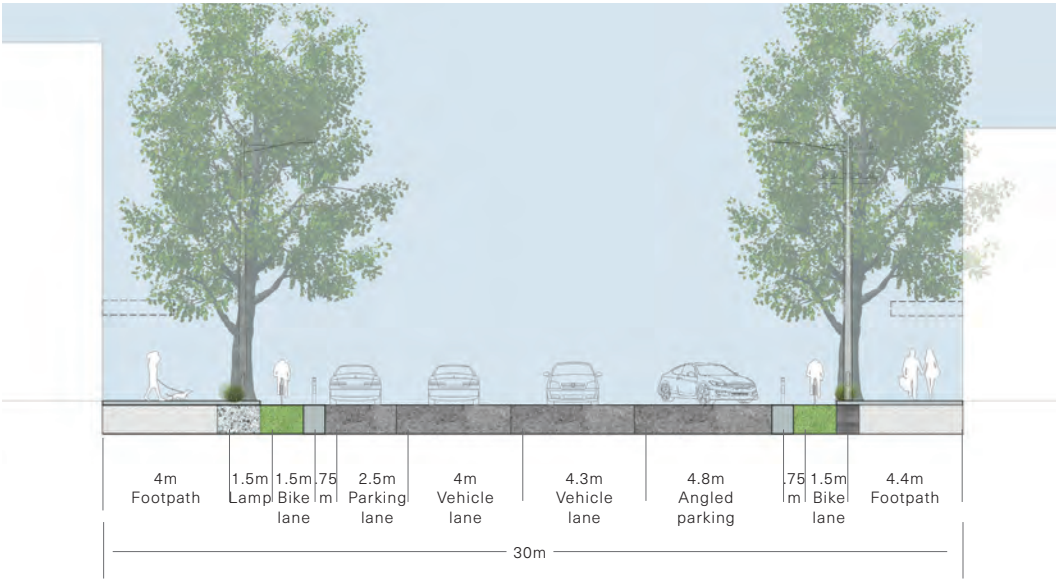 4m
Footpath
1.5m
Lamp
1.5m
Bike
lane
.75
m
2.5m
Parking
lane
4m
Vehicle
lane
4.3m
Vehicle
lane
4.8m
Angled
parking
.75
m
1.5m
Bike
lane
4.4m
Footpath
30m